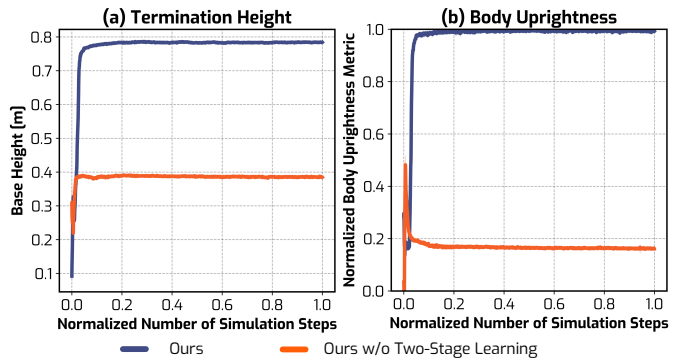 (a) Termination Height
(b) Body Uprightness
Base Height [m]
0.8
0.7
0.6
0.5
0.4
0.3
0.2
0.1
0.0 0.2 0.4 0.6 0.8 1.0
Normalized Number of Simulation Steps
Normalized Body Uprightness Metric
1.0
0.8
0.6
0.4
0.2
0.0
0.0 0.2 0.4 0.6 0.8 1.0
Normalized Number of Simulation Steps
Ours
Ours w/o Two-Stage Learning